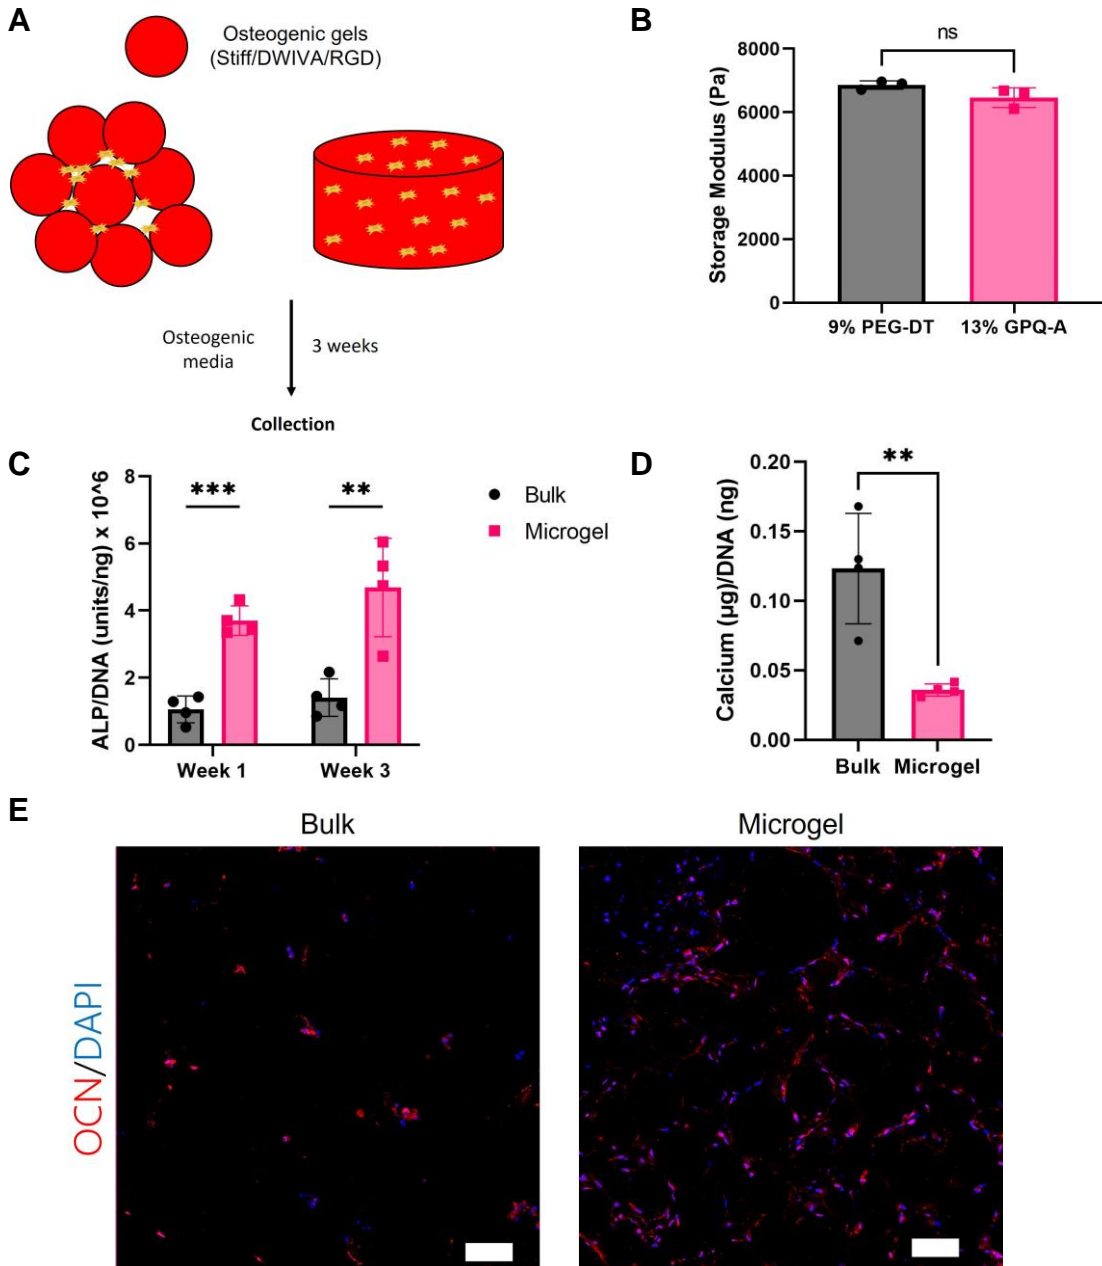 A
Osteogenic gels
(Stiff/DWIVA/RGD)
Osteogenic
media
3 weeks
Collection
B
Storage Modulus (Pa)
8000
6000
4000
2000
0
ns
9% PEG-DT
13% GPQ-A
C
ALP/DNA (units/ng) x 10^6
8
6
4
2
0
***
**
Week 1
Week 3
Bulk
Microgel
D
Calcium (µg)/DNA (ng)
0.20
0.15
0.10
0.05
0.00
**
Bulk
Microgel
E
Bulk
Microgel
OCN/DAPI